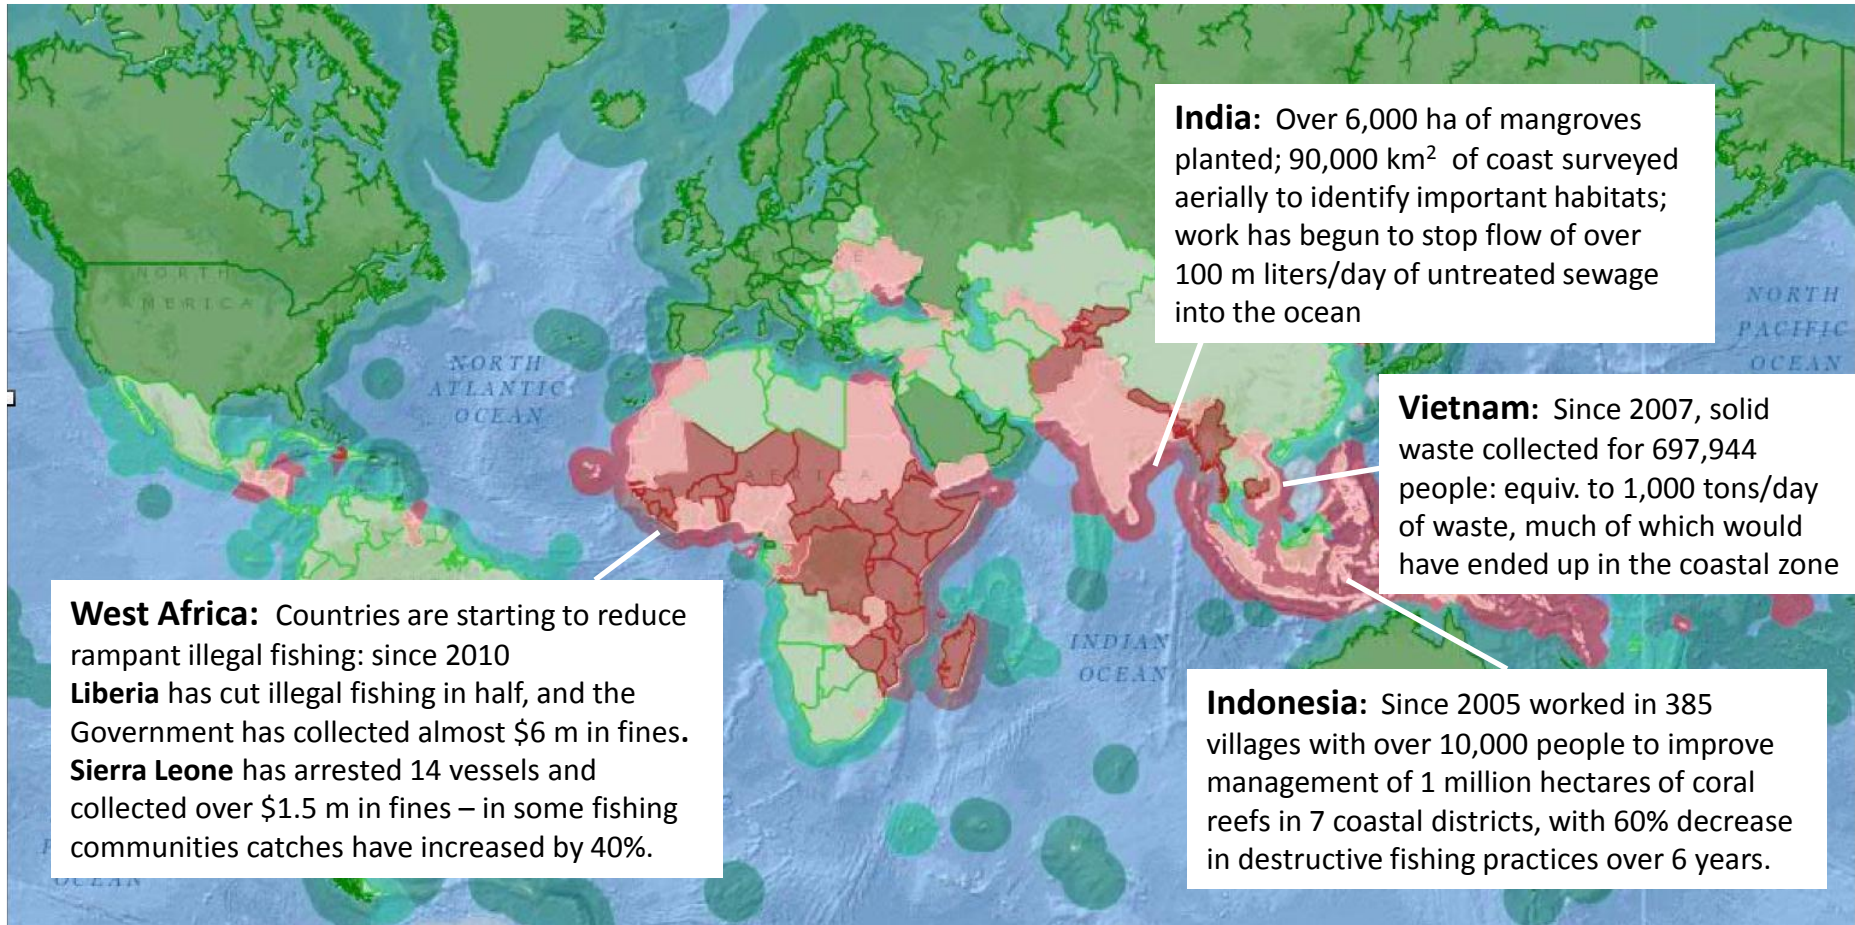 NORTH
AMERICA
NORTH
ATLANTIC
OCEAN
AFRICA
INDIAN
OCEAN
NORTH
PACIFIC
OCEAN
India: Over 6,000 ha of mangroves
planted; 90,000 km² of coast surveyed
aerially to identify important habitats;
work has begun to stop flow of over
100 m liters/day of untreated sewage
into the ocean
Vietnam: Since 2007, solid
waste collected for 697,944
people: equiv. to 1,000 tons/day
of waste, much of which would
have ended up in the coastal zone
West Africa: Countries are starting to reduce
rampant illegal fishing: since 2010
Liberia has cut illegal fishing in half, and the
Government has collected almost $6 m in fines.
Sierra Leone has arrested 14 vessels and
collected over $1.5 m in fines – in some fishing
communities catches have increased by 40%.
OCEAN
Indonesia: Since 2005 worked in 385
villages with over 10,000 people to improve
management of 1 million hectares of coral
reefs in 7 coastal districts, with 60% decrease
in destructive fishing practices over 6 years.